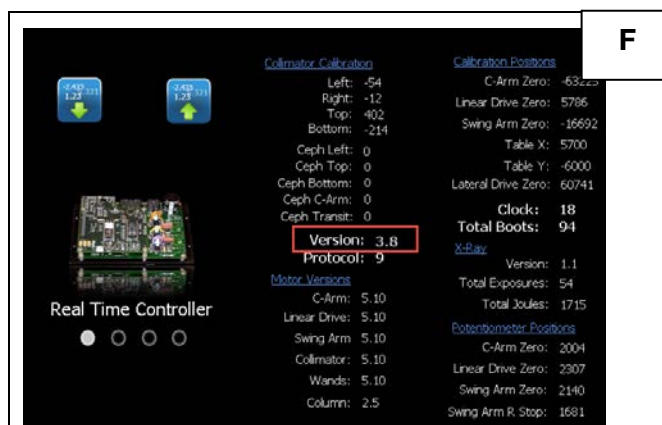 F
Collimator Calibration
Left: -54
Right: -12
Top: 402
Bottom: -214
Ceph Left: 0
Ceph Top: 0
Ceph Bottom: 0
Ceph C-Arm: 0
Ceph Transit: 0
Version: 3.8
Protocol: 9
Motor Versions
C-Arm: 5.10
Linear Drive: 5.10
Swing Arm 5.10
Collimator: 5.10
Wands: 5.10
Column: 2.5
Calibration Positions
C-Arm Zero: -63225
Linear Drive Zero: 5786
Swing Arm Zero: -16692
Table X: 5700
Table Y: -6000
Lateral Drive Zero: 60741
Clock: 18
Total Boots: 94
X-Ray
Version: 1.1
Total Exposures: 54
Total Joules: 1715
Potentiometer Positions
C-Arm Zero: 2004
Linear Drive Zero: 2307
Swing Arm Zero: 2140
Swing Arm R Stop: 1681
Real Time Controller